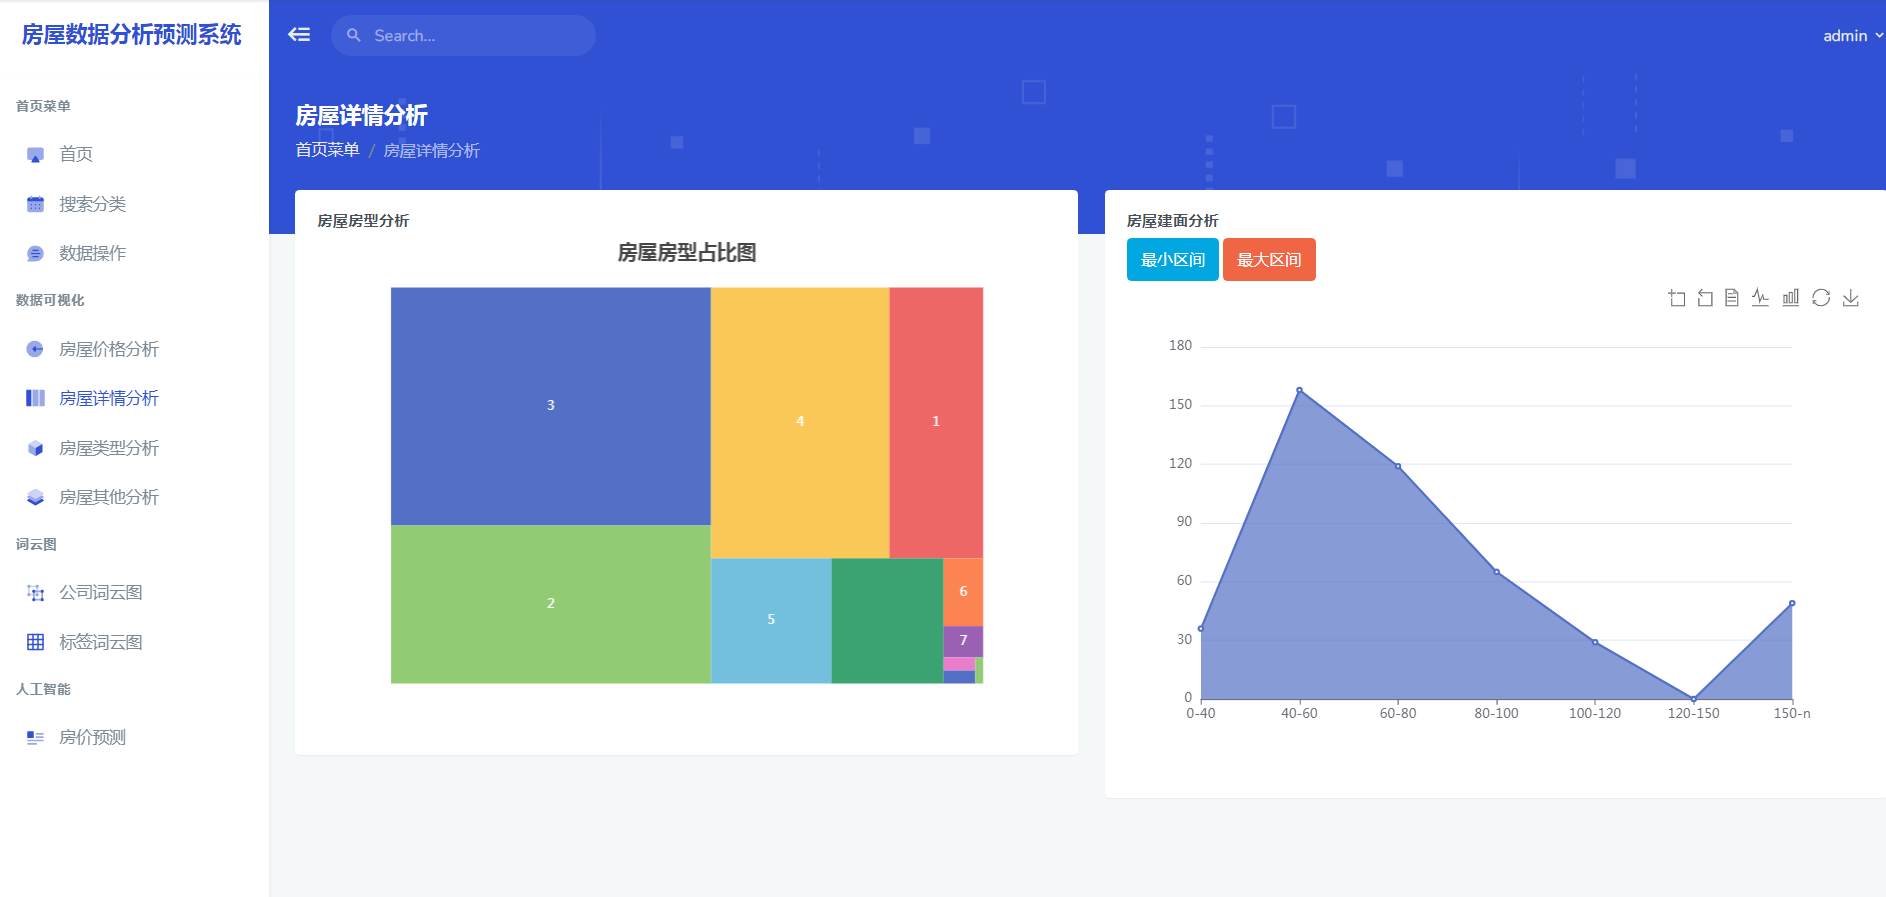 房屋数据分析预测系统
Search...
admin
首页菜单
首页
搜索分类
数据操作
数据可视化
房屋价格分析
房屋详情分析
房屋类型分析
房屋其他分析
词云图
公司词云图
标签词云图
人工智能
房价预测
房屋详情分析
首页菜单 / 房屋详情分析
房屋房型分析
房屋房型占比图
3
4
1
2
5
6
7
房屋建面分析
最小区间 最大区间
180
150
120
90
60
30
0
0-40 40-60 60-80 80-100 100-120 120-150 150-n